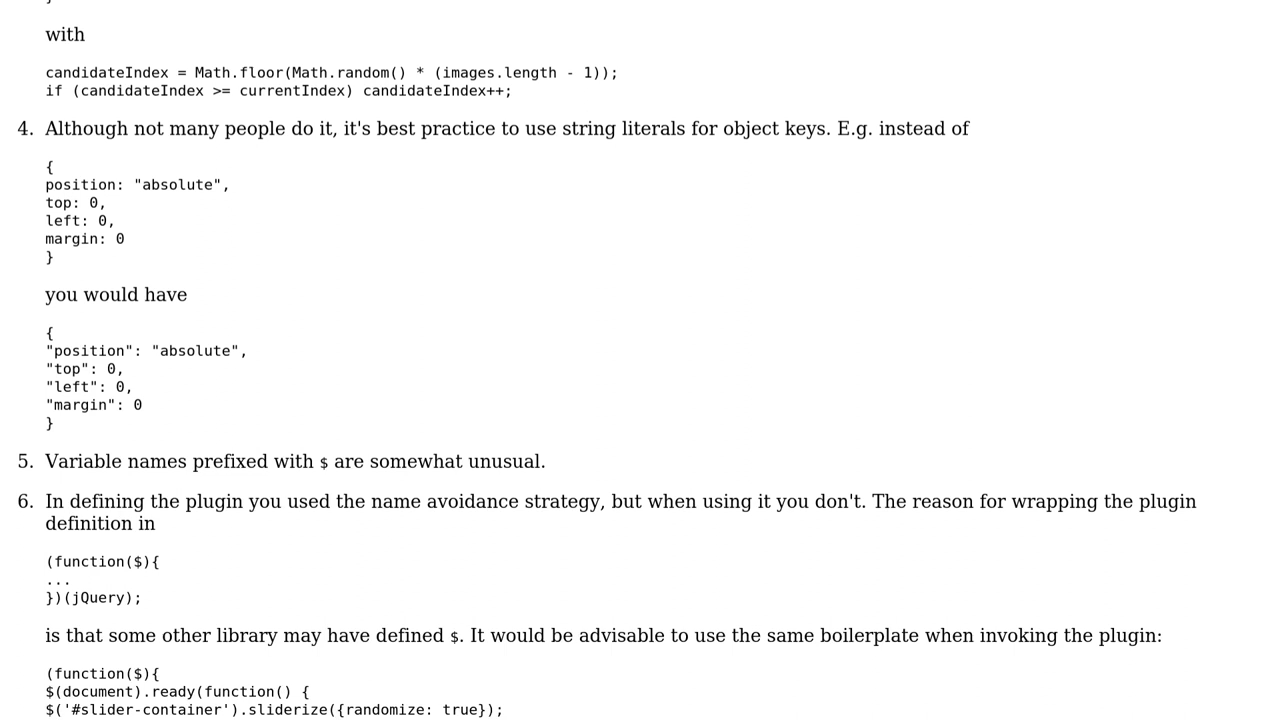 }
with
candidateIndex = Math.floor(Math.random() * (images.length - 1));
if (candidateIndex >= currentIndex) candidateIndex++;
4. Although not many people do it, it's best practice to use string literals for object keys. E.g. instead of
{
position: "absolute",
top: 0,
left: 0,
margin: 0
}
you would have
{
"position": "absolute",
"top": 0,
"left": 0,
"margin": 0
}
5. Variable names prefixed with $ are somewhat unusual.
6. In defining the plugin you used the name avoidance strategy, but when using it you don't. The reason for wrapping the plugin
definition in
(function($){
...
})(jQuery);
is that some other library may have defined $. It would be advisable to use the same boilerplate when invoking the plugin:
(function($){
$(document).ready(function() {
$('#slider-container').sliderize({randomize: true});